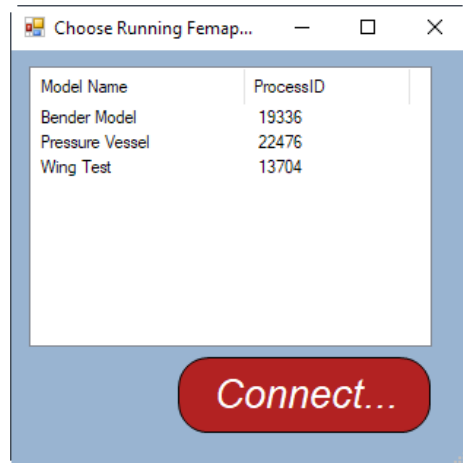 Choose Running Femap...
Model Name ProcessID
Bender Model 19336
Pressure Vessel 22476
Wing Test 13704
Connect...